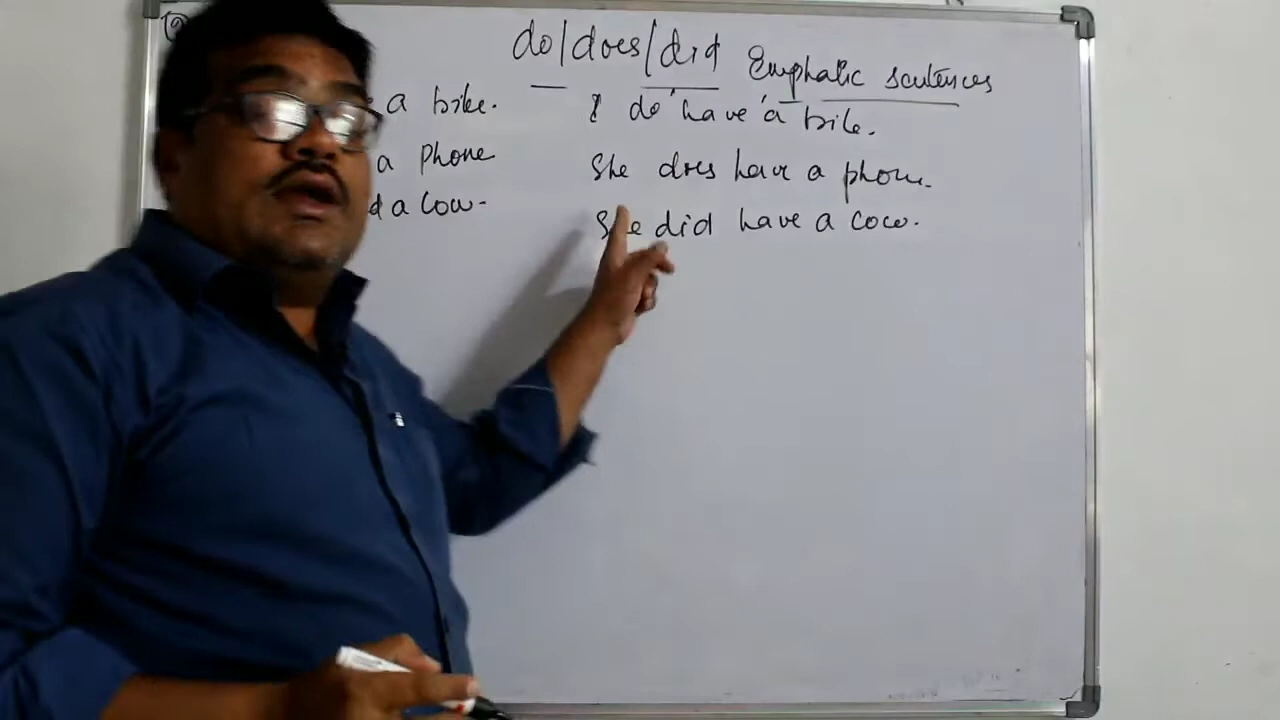 do/does/did Emphatic sentences
a bike. I do have a bike.
a phone She does have a phone.
d a cow. She did have a cow.